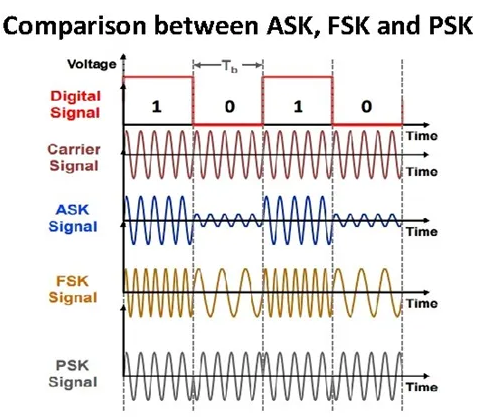 Comparison between ASK, FSK and PSK
Voltage
T_b
Digital
Signal
1 0 1 0
Time
Carrier
Signal
Time
ASK
Signal
Time
FSK
Signal
Time
PSK
Signal
Time